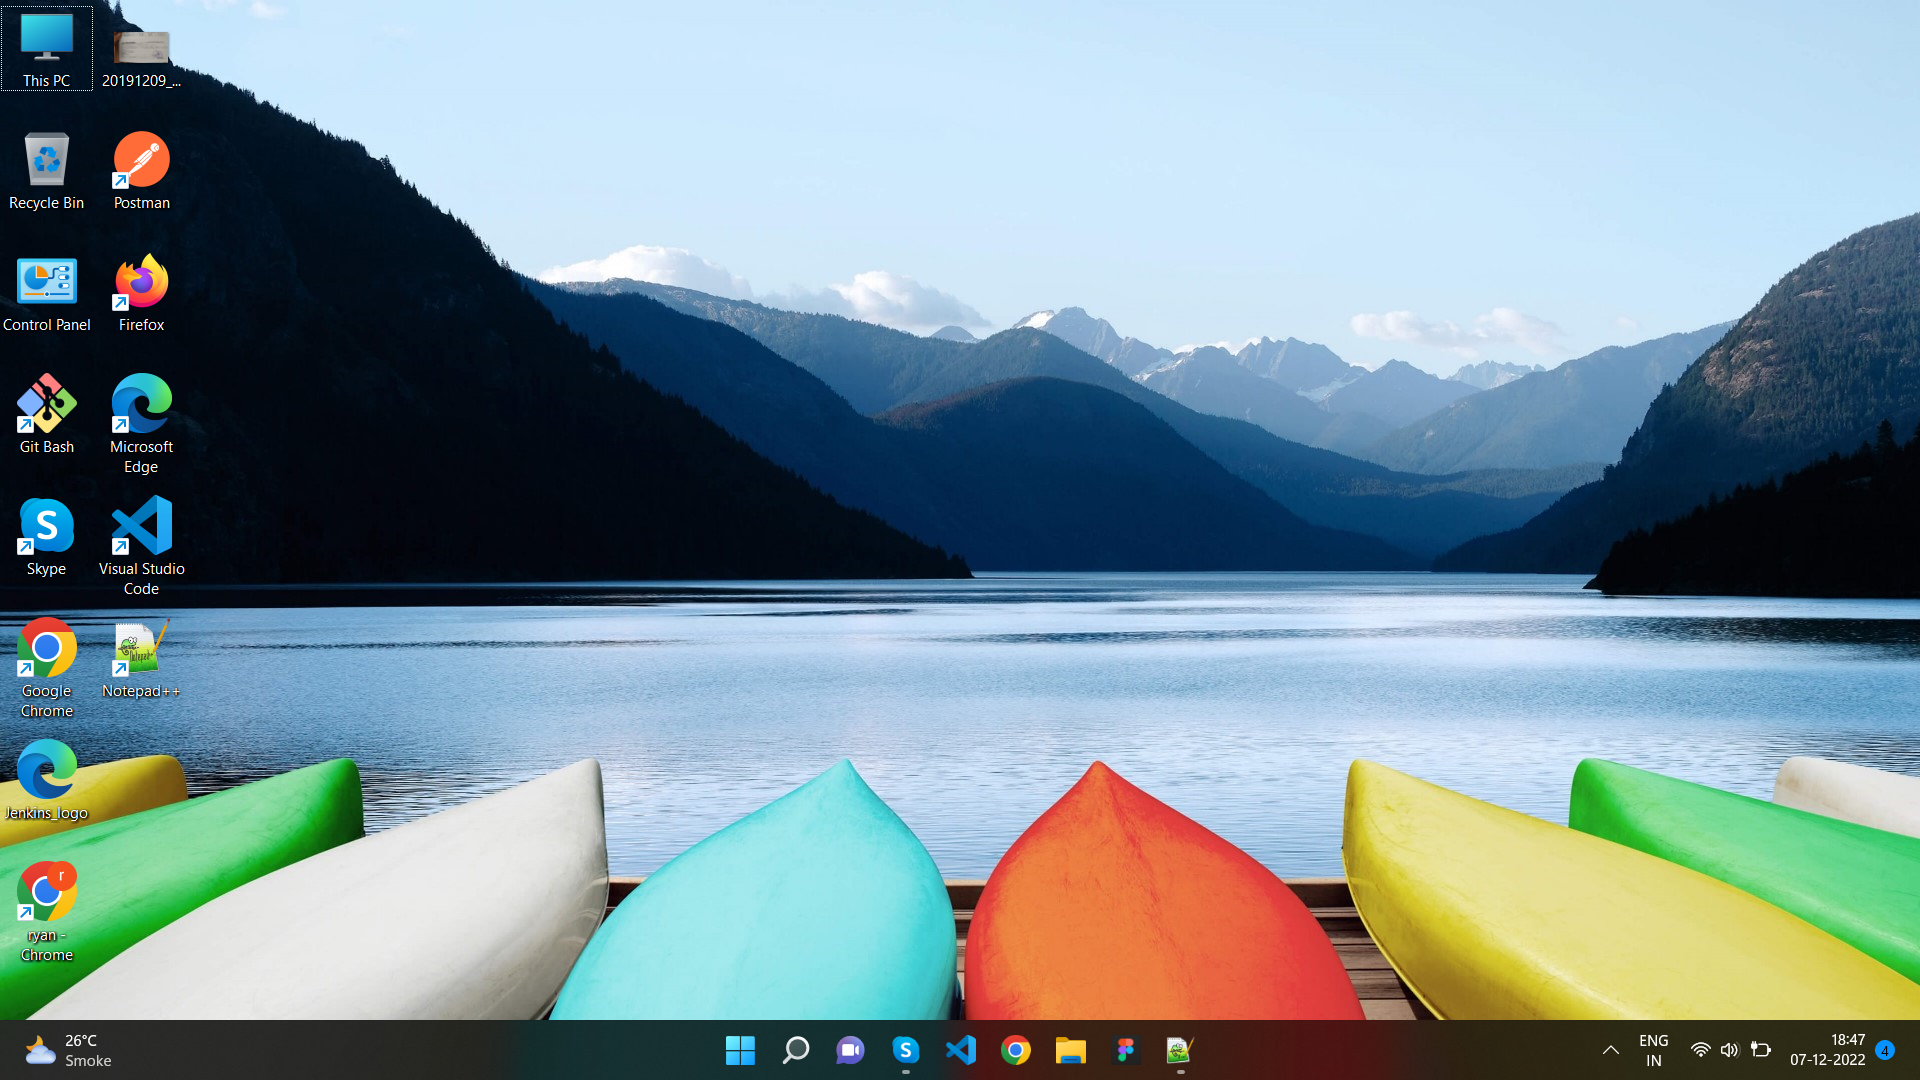 This PC
20191209_...
Recycle Bin
Postman
Control Panel
Firefox
Git Bash
Microsoft
Edge
Skype
Visual Studio
Code
Google
Chrome
Notepad++
Jenkins_logo
r
ryan -
Chrome
26°C
Smoke
ENG
IN
18:47
07-12-2022
4